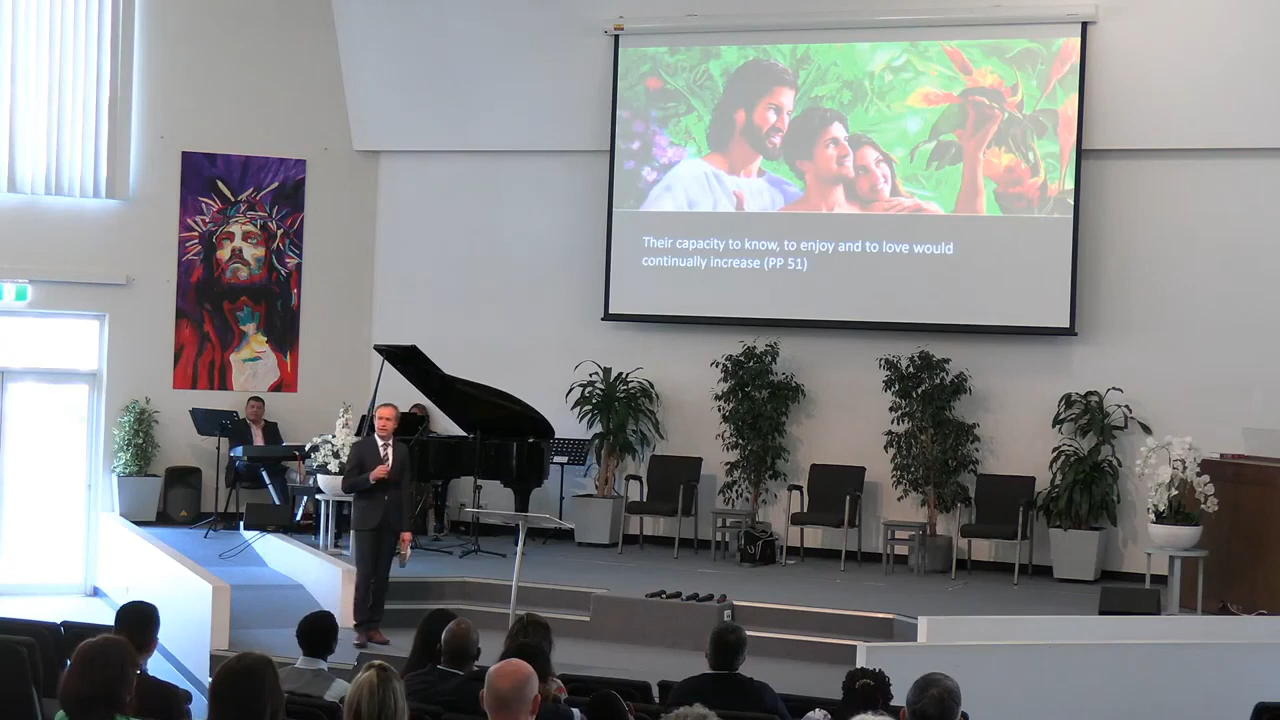 Their capacity to know, to enjoy and to love would
continually increase (PP 51)